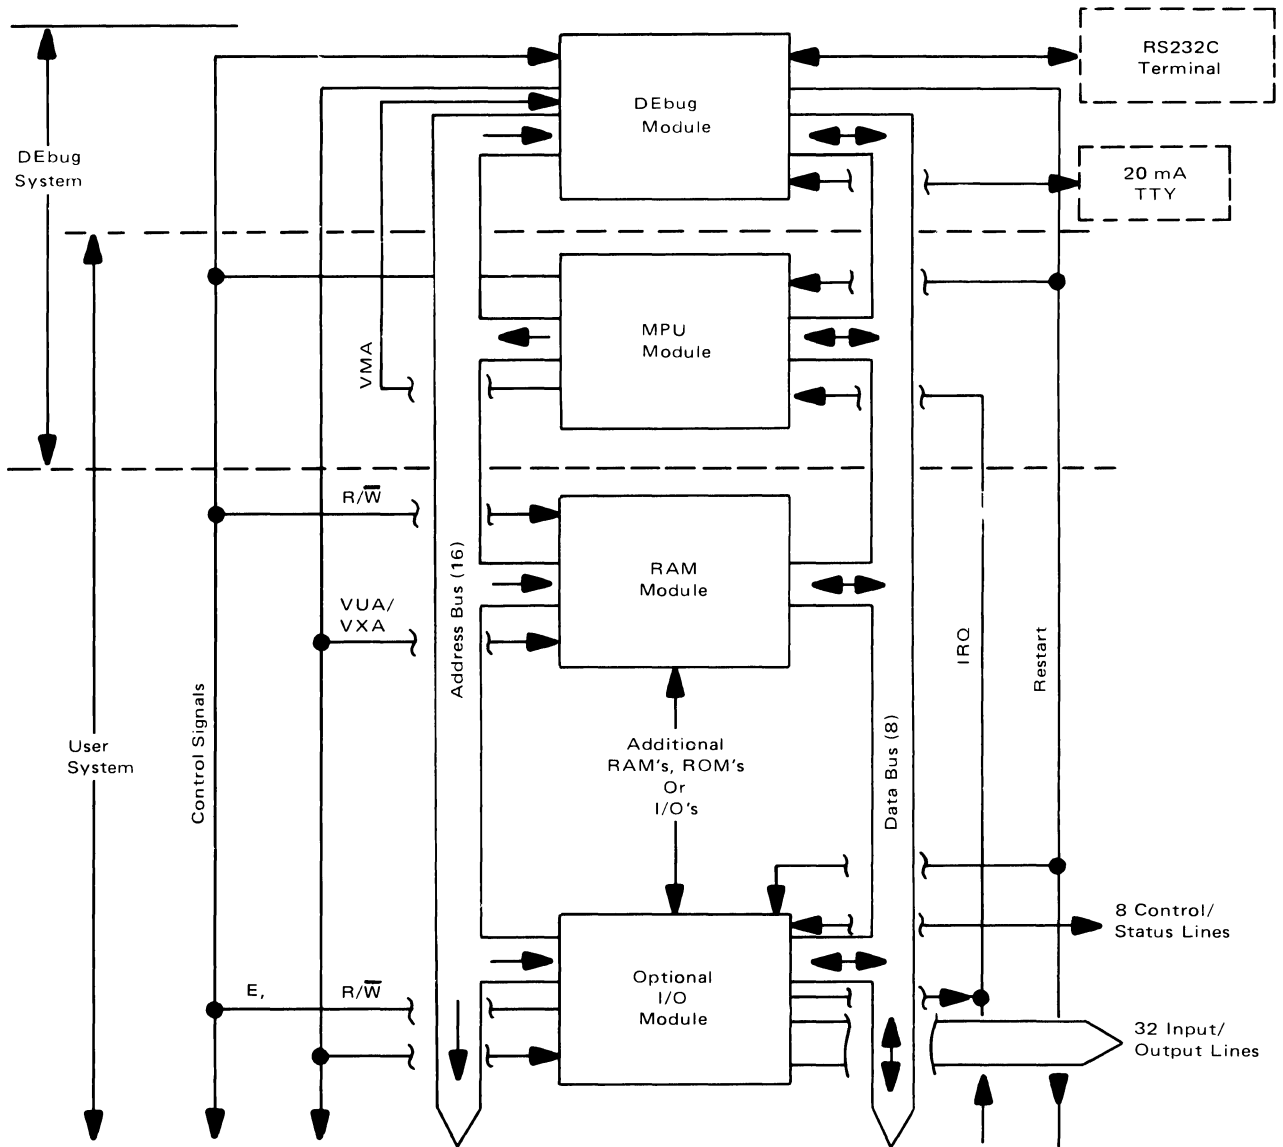 RS232C
Terminal
DEbug
Module
DEbug
System
20 mA
TTY
MPU
Module
VMA
R/W̅
RAM
Module
Address Bus (16)
VUA/
VXA
IRQ
Restart
Control Signals
User
System
Additional
RAM's, ROM's
Or
I/O's
Data Bus (8)
8 Control/
Status Lines
Optional
I/O
Module
E,
R/W̅
32 Input/
Output Lines